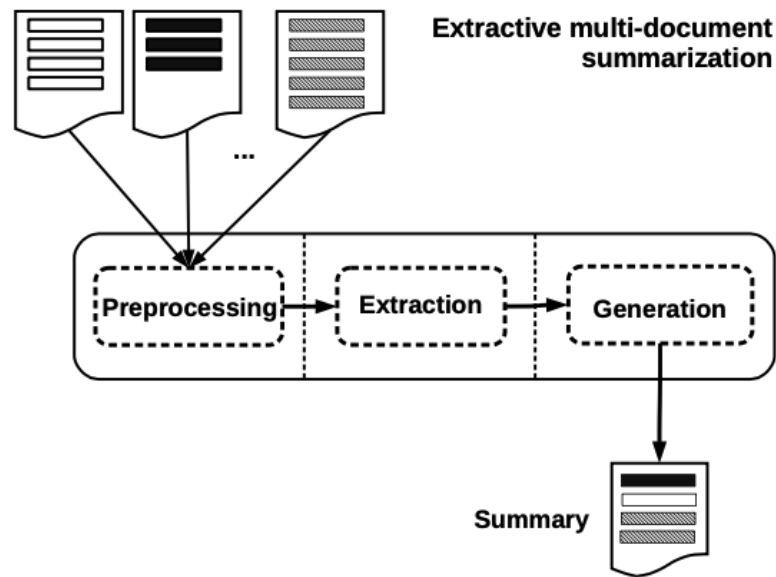 Extractive multi-document
summarization
...
Preprocessing
Extraction
Generation
Summary